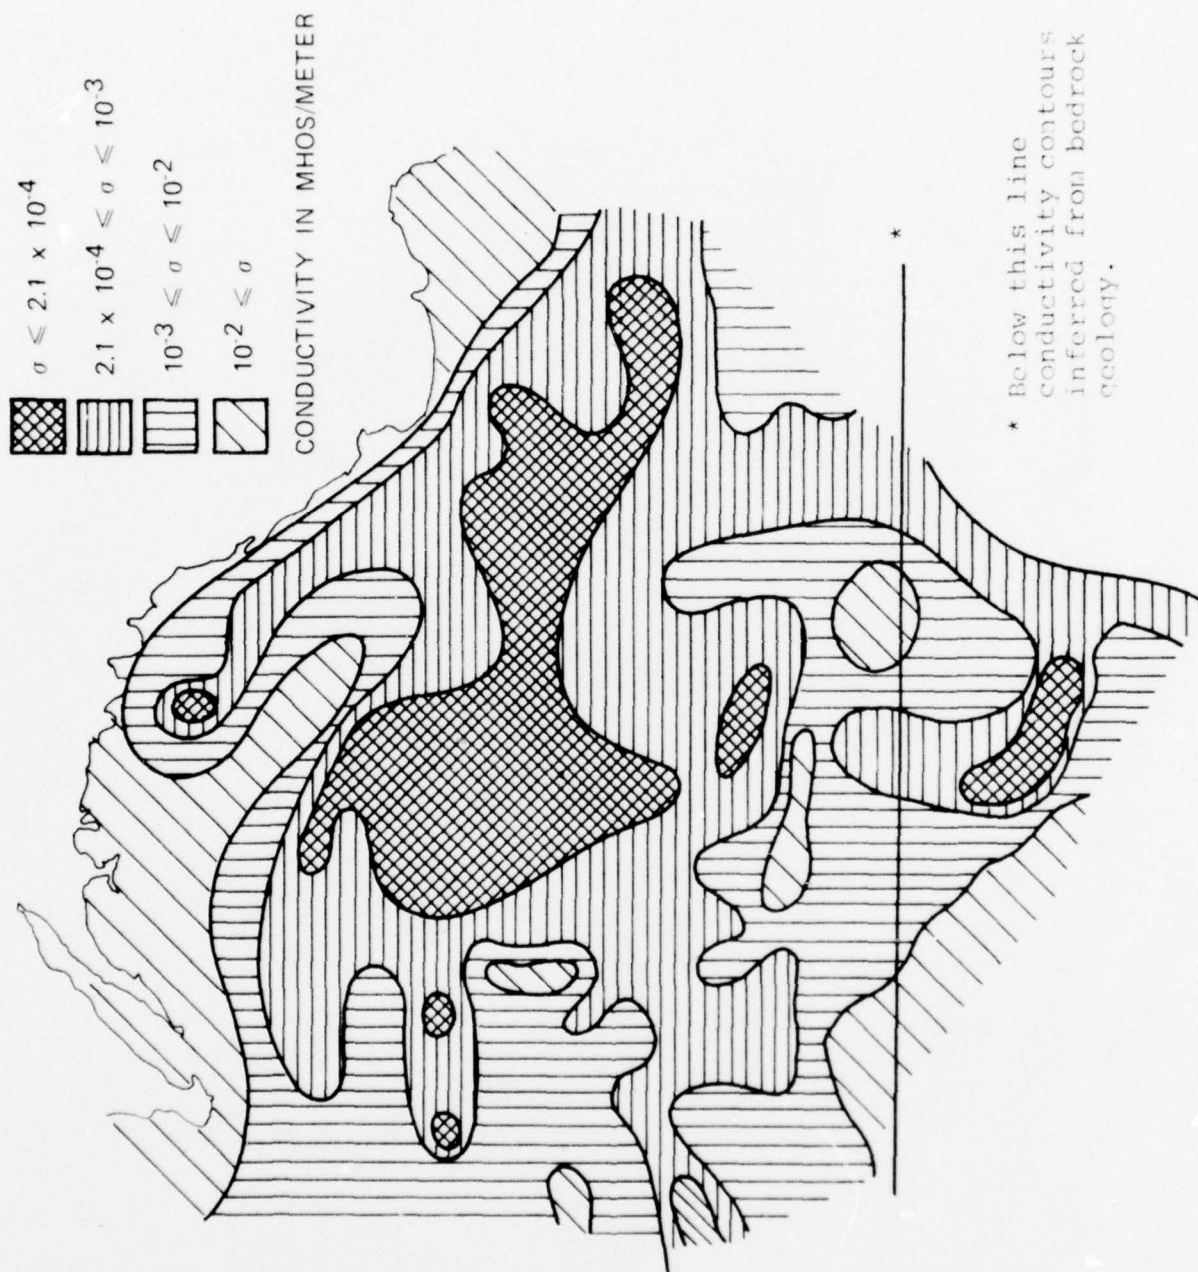 σ ≤ 2.1 x 10⁻⁴
2.1 x 10⁻⁴ ≤ σ ≤ 10⁻³
10⁻³ ≤ σ ≤ 10⁻²
10⁻² ≤ σ
CONDUCTIVITY IN MHOS/METER
*
* Below this line
conductivity contours
inferred from bedrock
geology.